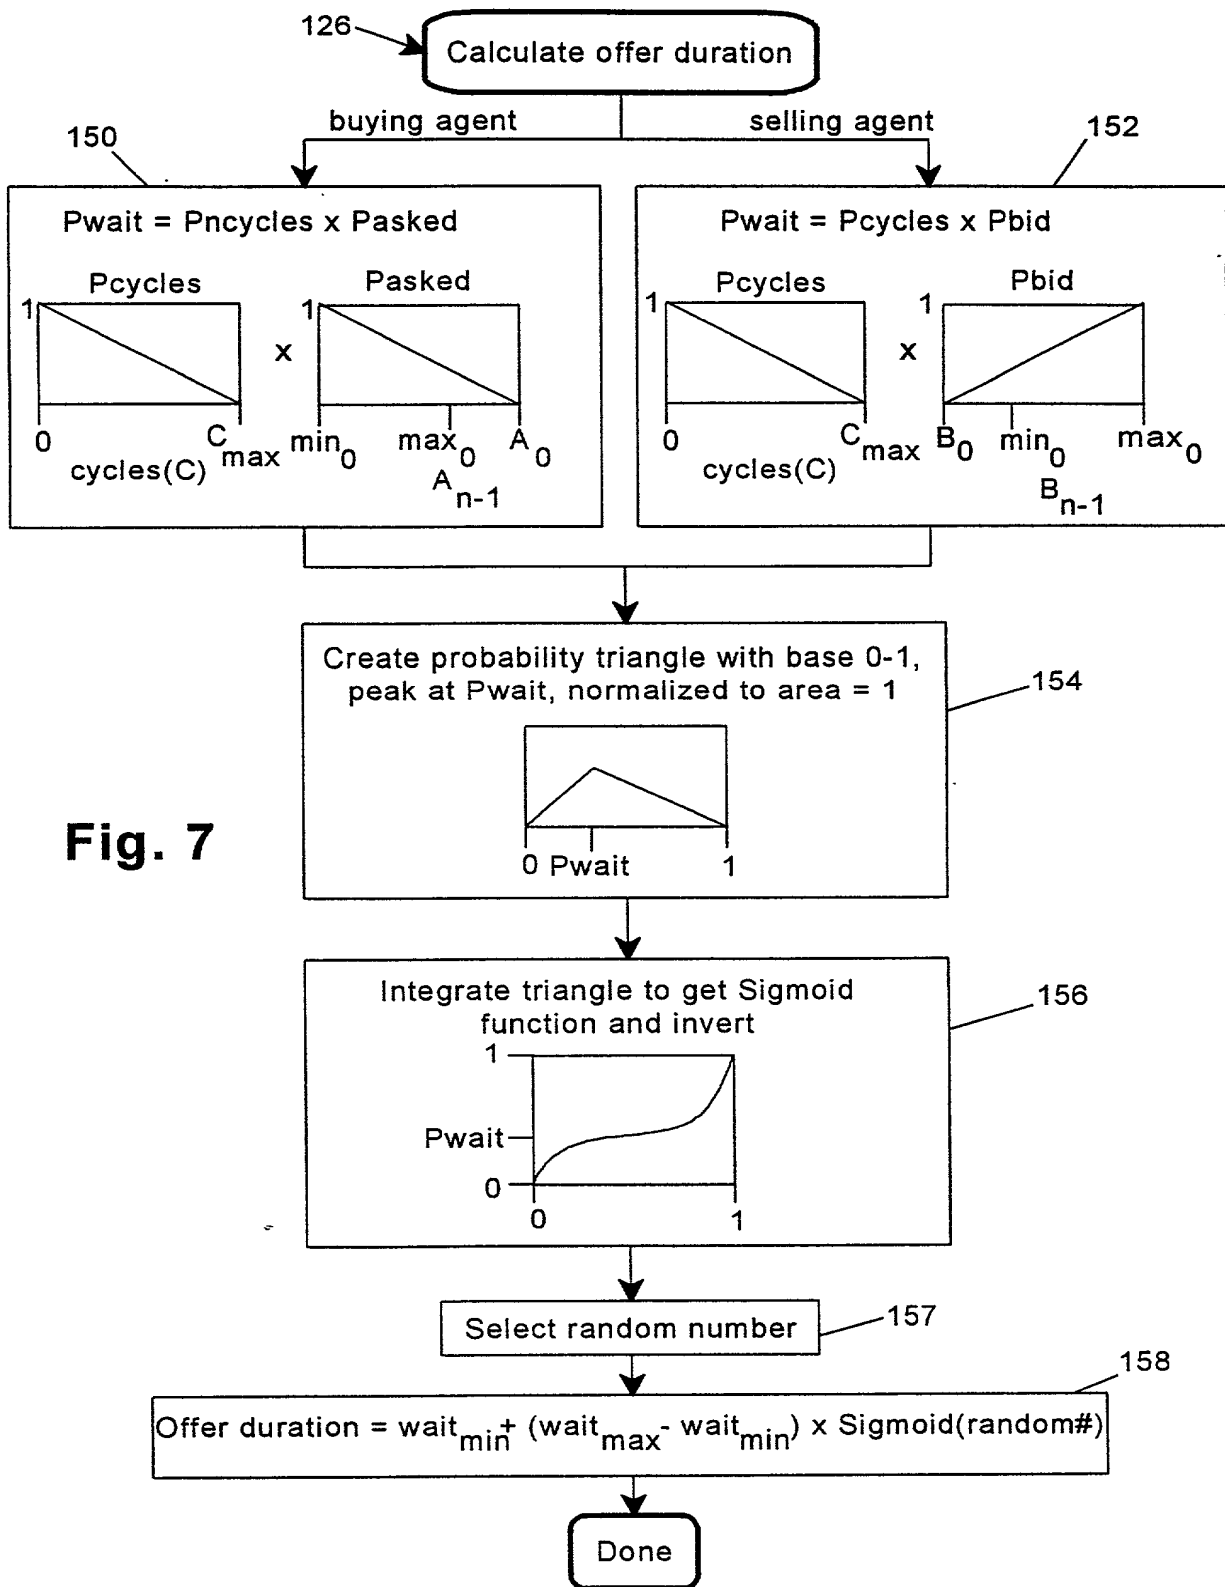 126
Calculate offer duration
buying agent
selling agent
150
152
Pwait = Pncycles x Pasked
Pcycles
Pasked
1
x
1
0
C max
min 0
max 0
A 0
cycles(C)
A n-1
Pwait = Pcycles x Pbid
Pcycles
Pbid
1
x
1
0
C max
B 0
min 0
max 0
cycles(C)
B n-1
Create probability triangle with base 0-1,
peak at Pwait, normalized to area = 1
154
0 Pwait 1
Fig. 7
Integrate triangle to get Sigmoid
function and invert
156
1
Pwait
0
0 1
Select random number
157
158
Offer duration = wait min + (wait max - wait min ) x Sigmoid(random#)
Done